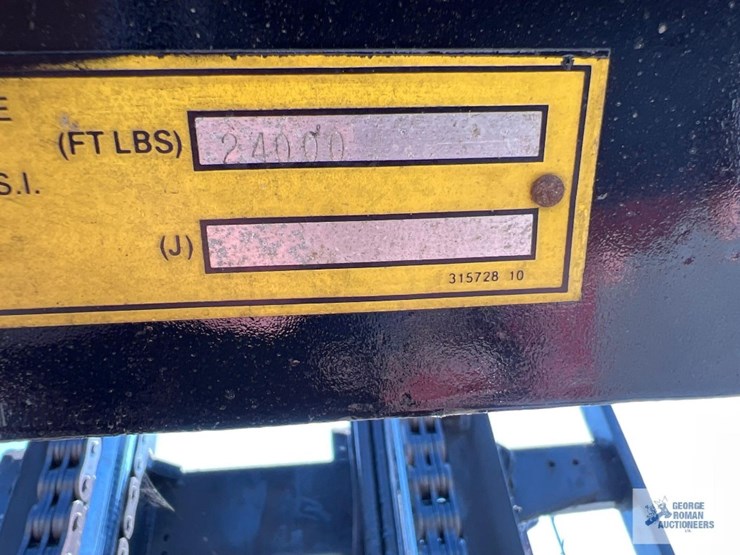 E
(FT LBS) 24000
S.I.
(J)
315728 10
GEORGE
ROMAN
AUCTIONEERS